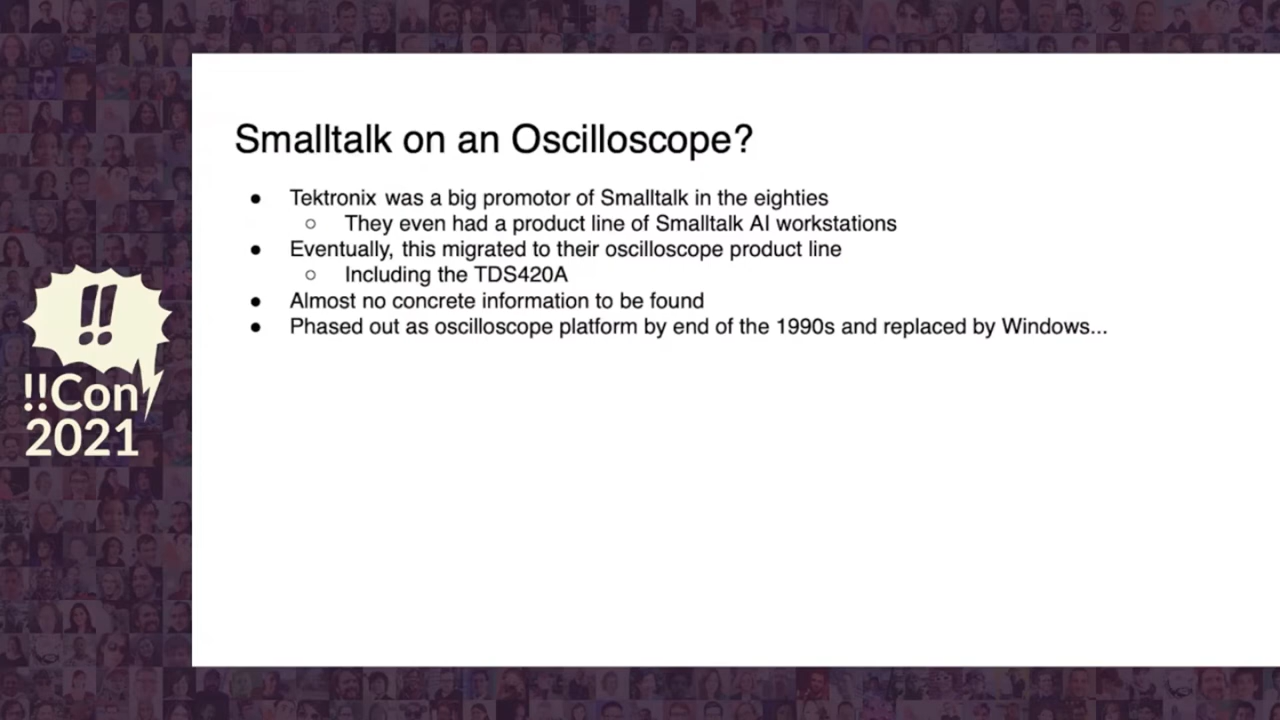 Smalltalk on an Oscilloscope?
● Tektronix was a big promotor of Smalltalk in the eighties
○ They even had a product line of Smalltalk AI workstations
● Eventually, this migrated to their oscilloscope product line
○ Including the TDS420A
● Almost no concrete information to be found
● Phased out as oscilloscope platform by end of the 1990s and replaced by Windows...
!!
!!Con
2021